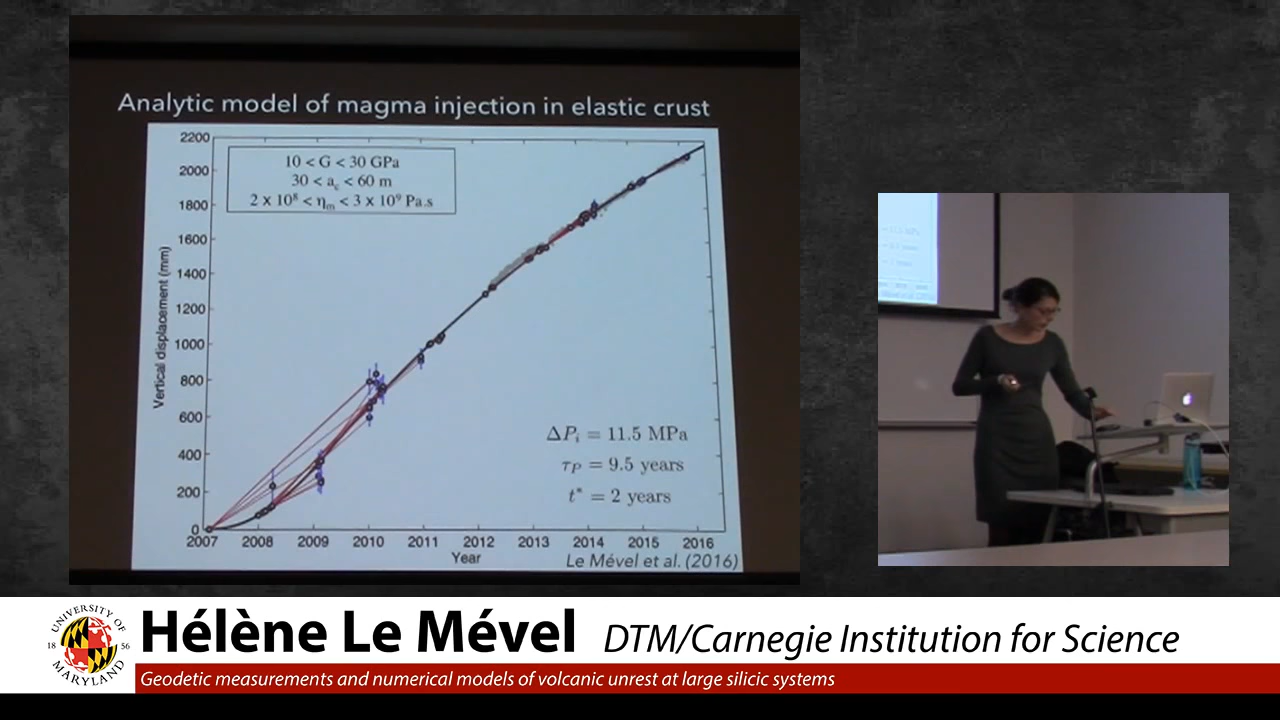 Analytic model of magma injection in elastic crust
10 < G < 30 GPa
30 < a_c < 60 m
2 x 10⁸ < η_m < 3 x 10⁹ Pa.s
Vertical displacement (mm)
2200
2000
1800
1600
1400
1200
1000
800
600
400
200
0
ΔP_i = 11.5 MPa
τ_P = 9.5 years
t* = 2 years
2007 2008 2009 2010 2011 2012 2013 2014 2015 2016
Year
Le Mével et al. (2016)
UNIVERSITY OF
18 56
MARYLAND
Hélène Le Mével DTM/Carnegie Institution for Science
Geodetic measurements and numerical models of volcanic unrest at large silicic systems